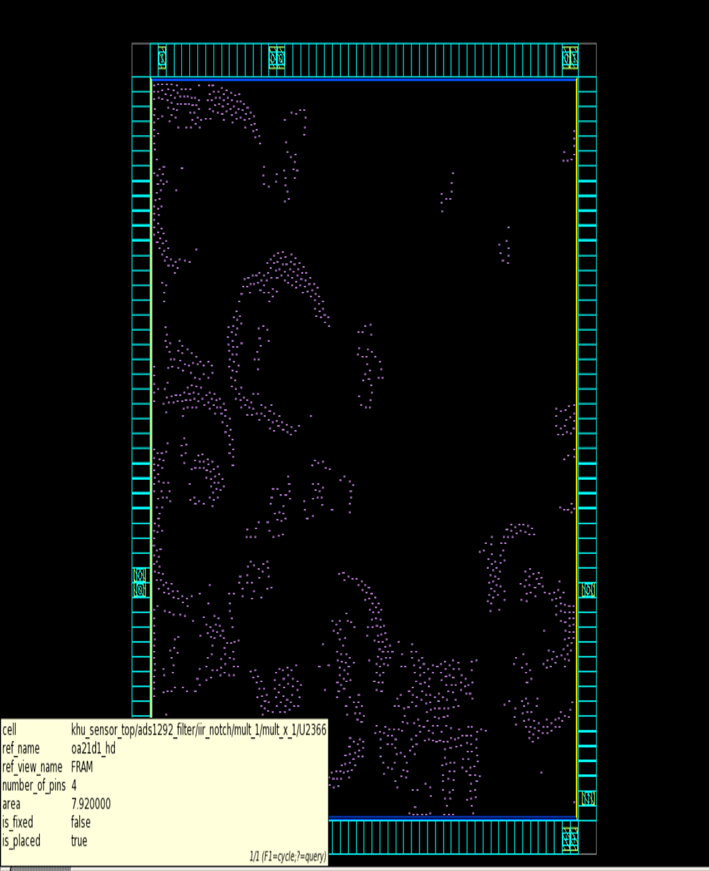 cell khu_sensor_top/ads1292_filter/iir_notch/mult_1/mult_x_1/U2366
ref_name oa21d1_hd
ref_view_name FRAM
number_of_pins 4
area 7.920000
is_fixed false
is_placed true
1/1 (F1=cycle;?=query)